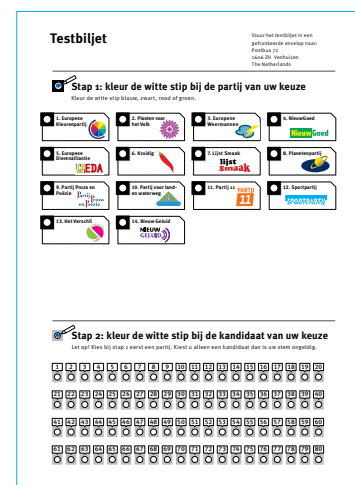 Testbiljet
Stuur het testbiljet in een
gefrankeerde envelop naar:
Postbus 72
1606 ZH Venhuizen
The Netherlands
Stap 1: kleur de witte stip bij de partij van uw keuze
Kleur de witte stip blauw, zwart, rood of groen.
1. Europese
Kleurenpartij
2. Planten voor
het Volk
3. Europese
Weermannen
4. NieuwGoed
NieuwGoed
5. Europese
Dierenalliantie
EDA
6. Kruidig
7. Lijst Smaak
lijst
smaak
8. Planetenpartij
9. Partij Proza en
Poëzie
Partij
Proza
en Poëzie
10. Partij voor land-
en waterweg
11. Partij 11
PARTIJ
11
12. Sportpartij
SPORTPARTIJ
13. Het Verschil
14. Nieuw Geluid
NIEUW
GELUID
Stap 2: kleur de witte stip bij de kandidaat van uw keuze
Let op! Kies bij stap 1 eerst een partij. Kiest u alleen een kandidaat dan is uw stem ongeldig.
1 2 3 4 5 6 7 8 9 10 11 12 13 14 15 16 17 18 19 20
21 22 23 24 25 26 27 28 29 30 31 32 33 34 35 36 37 38 39 40
41 42 43 44 45 46 47 48 49 50 51 52 53 54 55 56 57 58 59 60
61 62 63 64 65 66 67 68 69 70 71 72 73 74 75 76 77 78 79 80